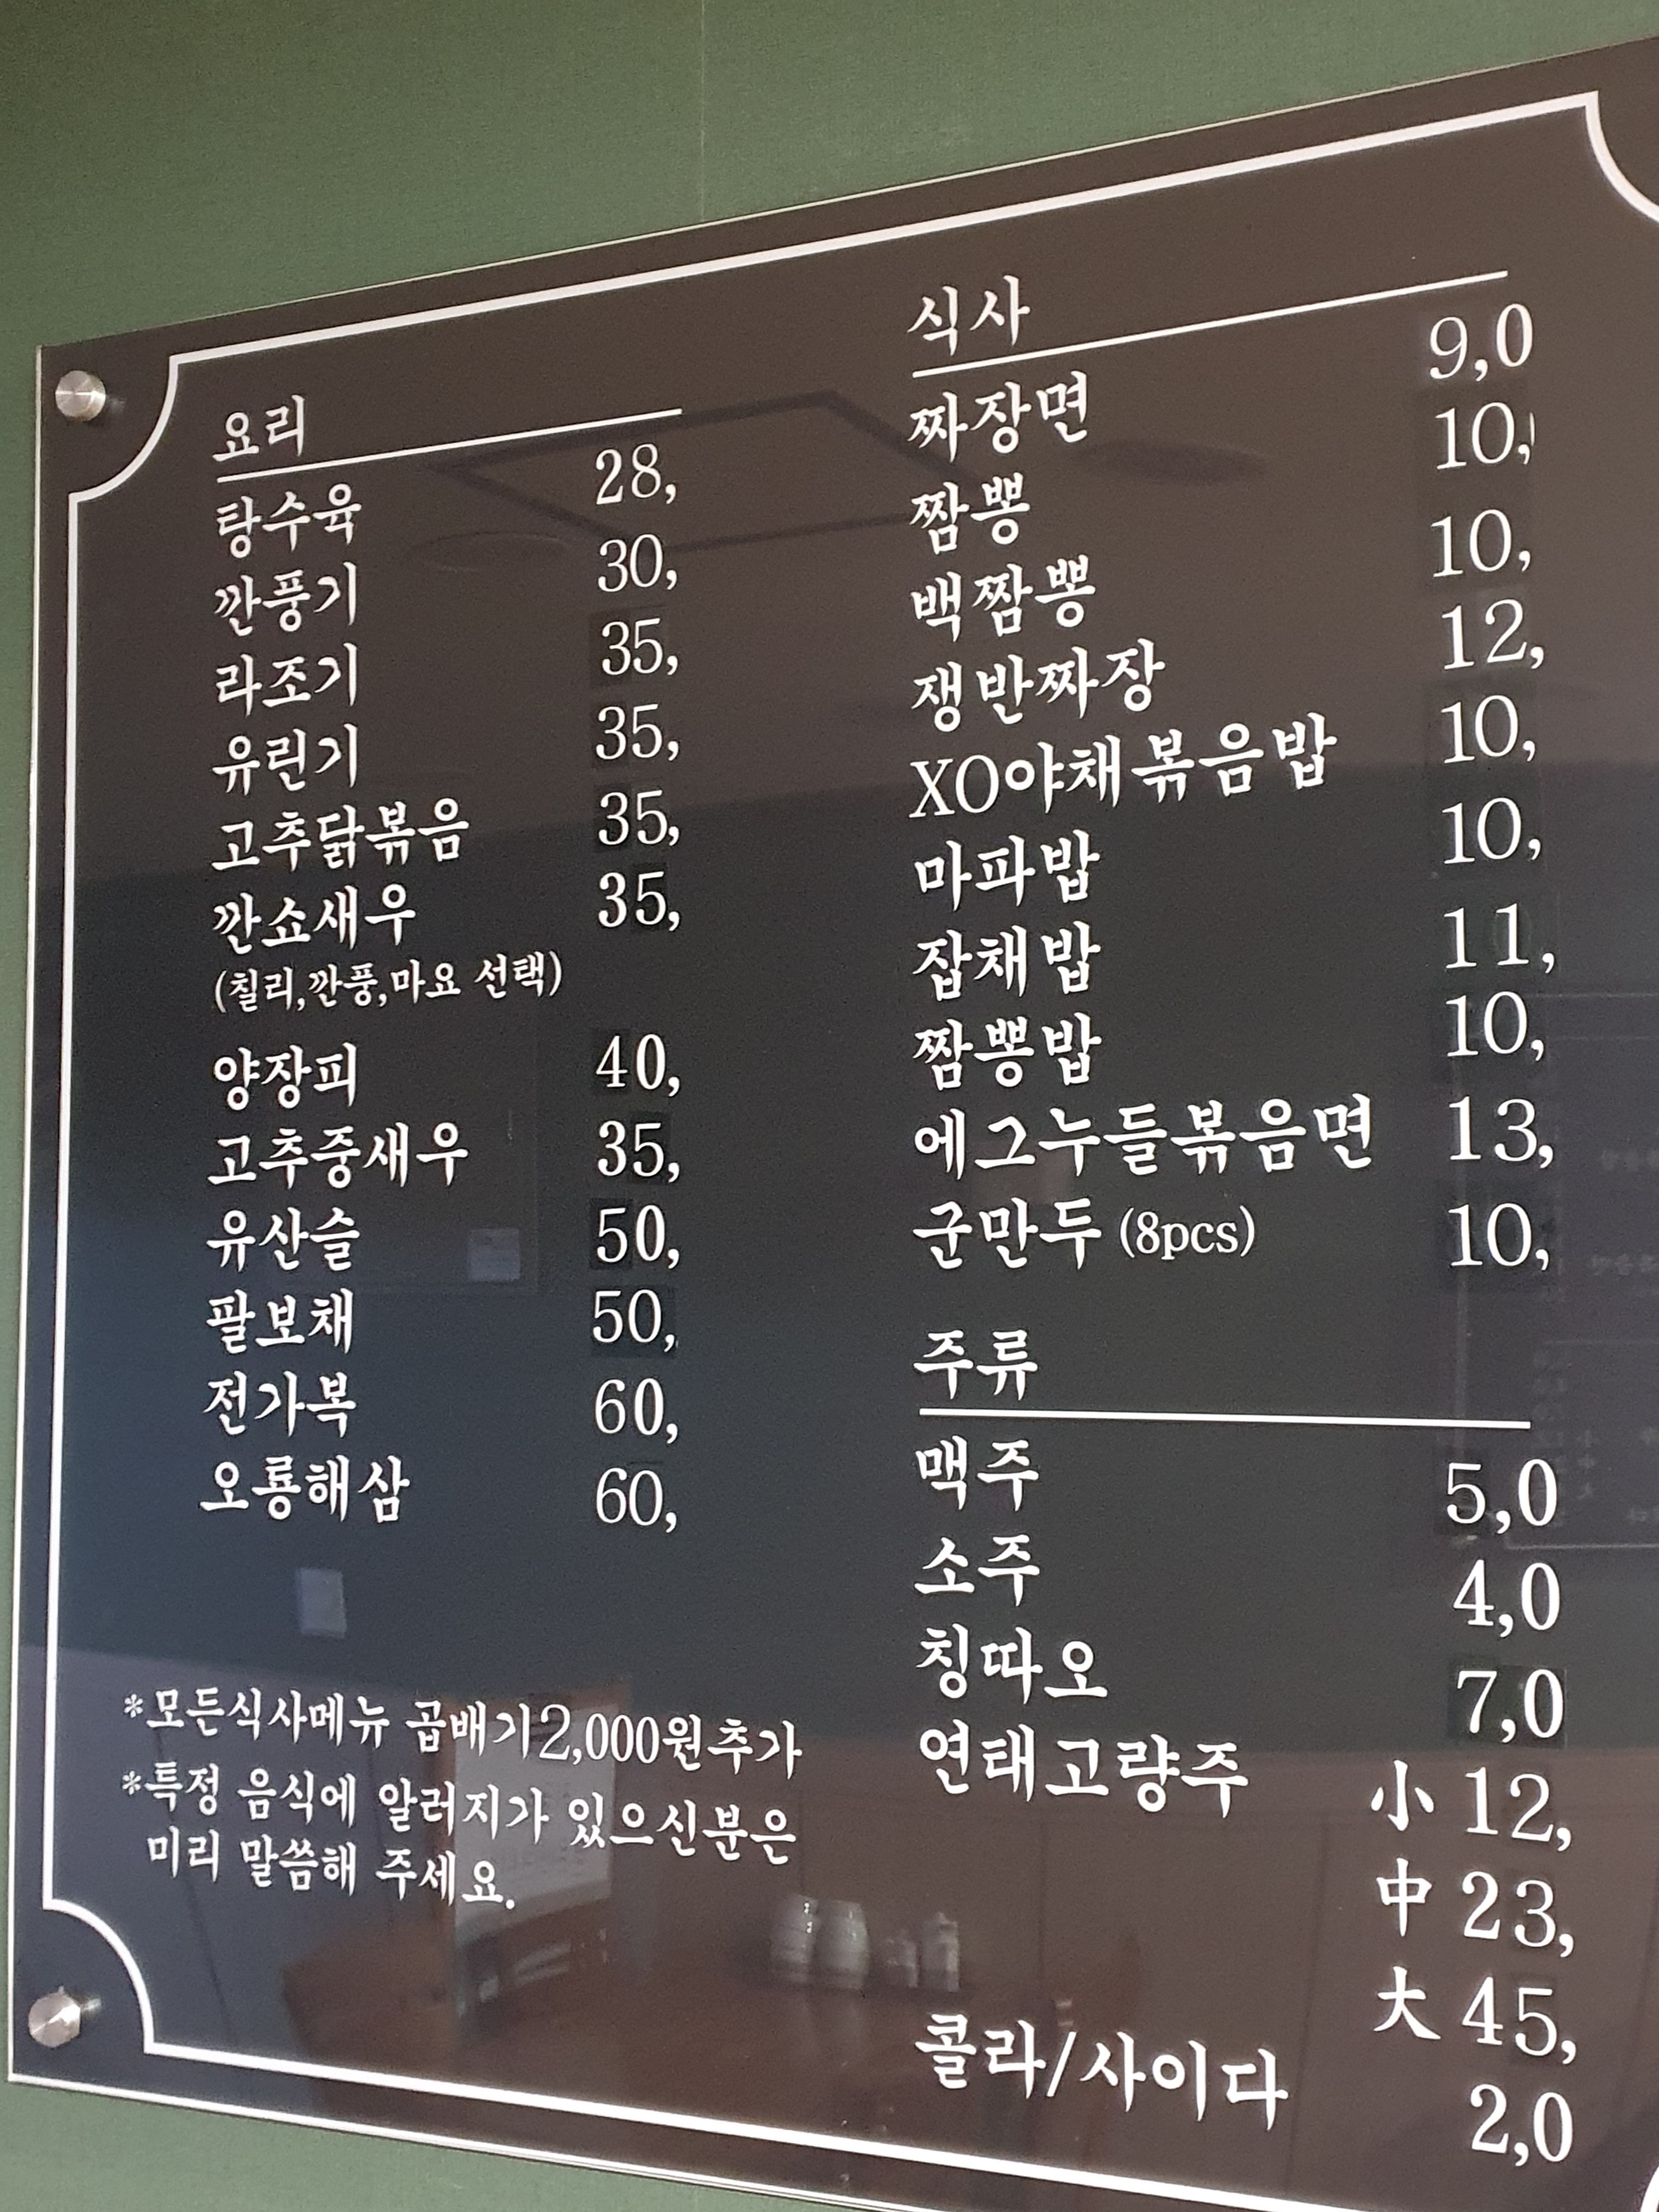 요리
탕수육 28,
깐풍기 30,
라조기 35,
유린기 35,
고추닭볶음 35,
깐쇼새우 35,
(칠리,깐풍,마요 선택)
양장피 40,
고추중새우 35,
유산슬 50,
팔보채 50,
전가복 60,
오룡해삼 60,
*모든식사메뉴 곱배기2,000원추가
*특정 음식에 알러지가 있으신분은
미리 말씀해 주세요.
식사
짜장면 9,0
짬뽕 10,
백짬뽕 10,
쟁반짜장 12,
XO야채볶음밥 10,
마파밥 10,
잡채밥 11,
짬뽕밥 10,
에그누들볶음면 13,
군만두 (8pcs) 10,
주류
맥주 5,0
소주 4,0
칭따오 7,0
연태고량주 小 12,
中 23,
大 45,
콜라/사이다 2,0